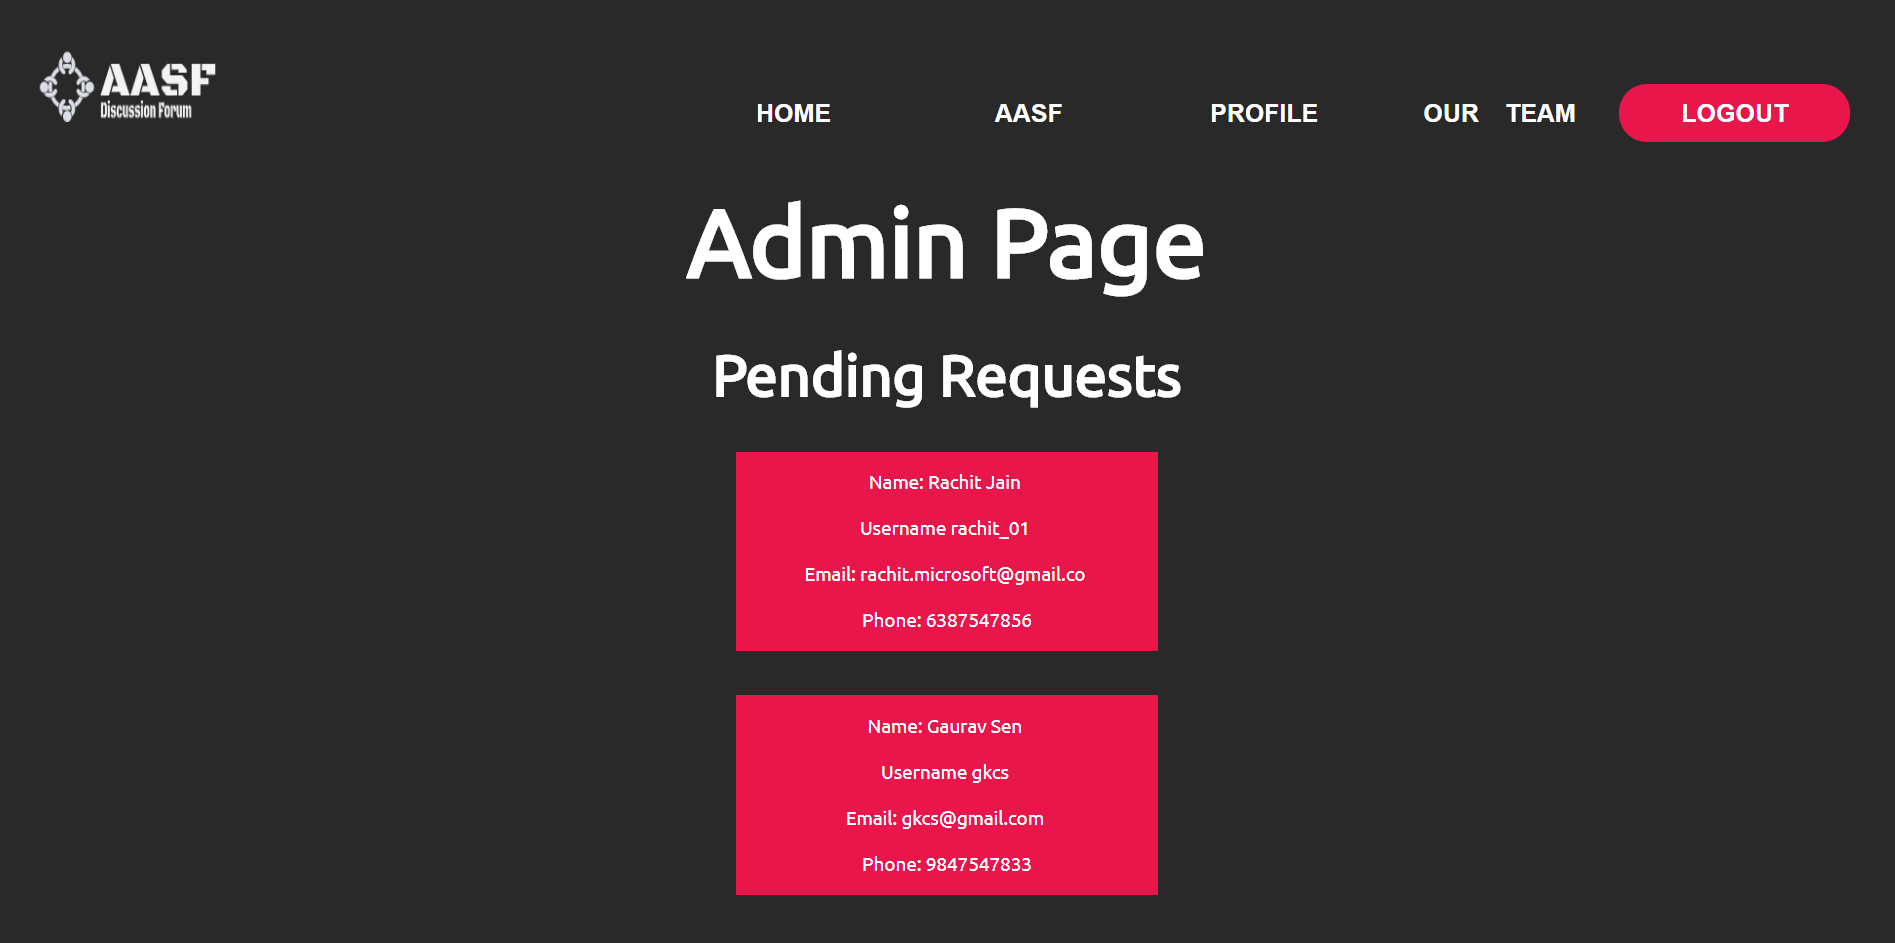 AASF
Discussion Forum
HOME AASF PROFILE OUR TEAM LOGOUT
Admin Page
Pending Requests
Name: Rachit Jain
Username rachit_01
Email: rachit.microsoft@gmail.co
Phone: 6387547856
Name: Gaurav Sen
Username gkcs
Email: gkcs@gmail.com
Phone: 9847547833